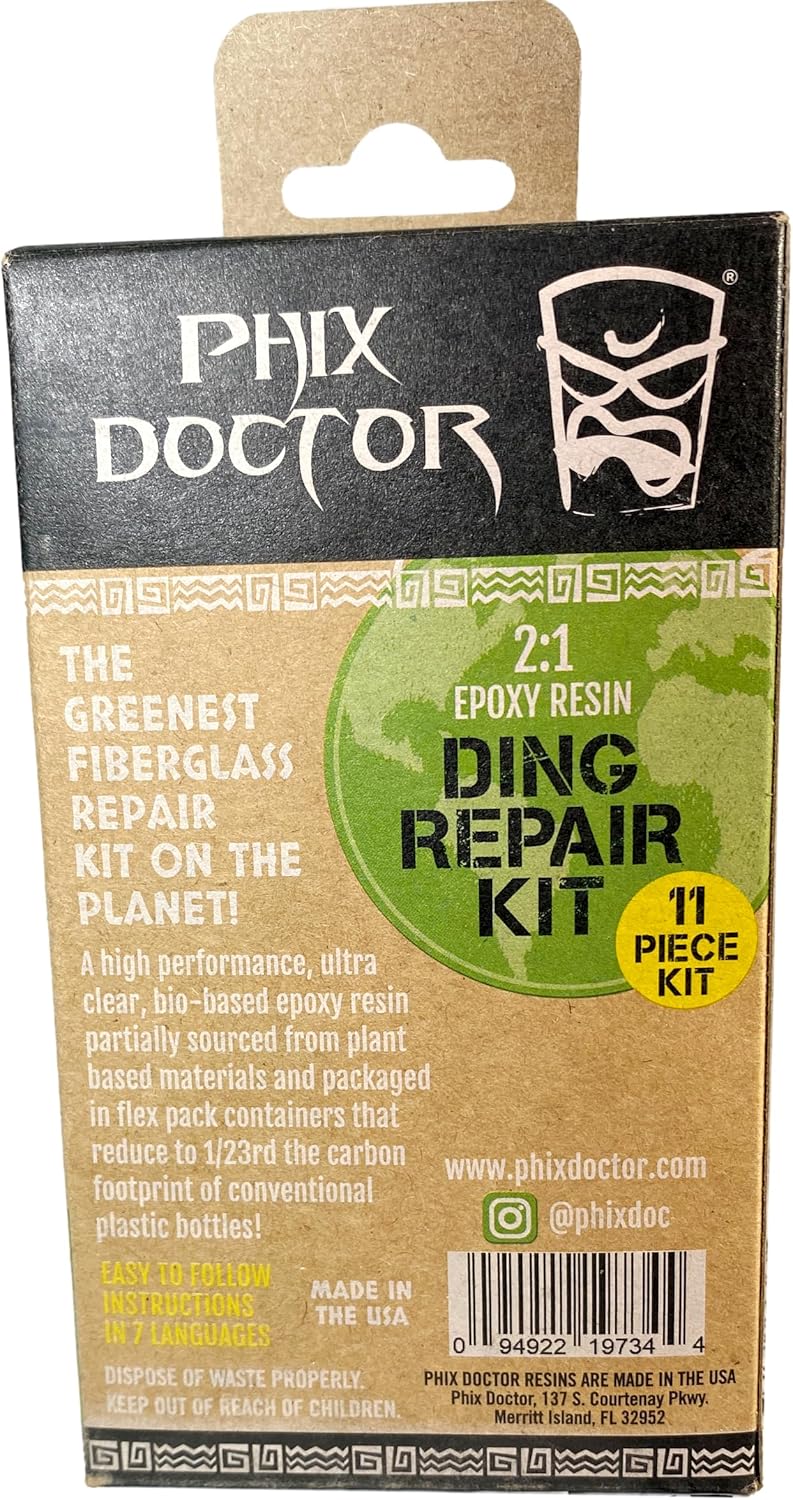 PHIX
DOCTOR
®
THE
GREENEST
FIBERGLASS
REPAIR
KIT ON THE
PLANET!
A high performance, ultra
clear, bio-based epoxy resin
partially sourced from plant
based materials and packaged
in flex pack containers that
reduce to 1/23rd the carbon
footprint of conventional
plastic bottles!
EASY TO FOLLOW
INSTRUCTIONS
IN 7 LANGUAGES
MADE IN
THE USA
DISPOSE OF WASTE PROPERLY.
KEEP OUT OF REACH OF CHILDREN.
2:1
EPOXY RESIN
DING
REPAIR
KIT
11
PIECE
KIT
www.phixdoctor.com
@phixdoc
0 94922 19734 4
PHIX DOCTOR RESINS ARE MADE IN THE USA
Phix Doctor, 137 S. Courtenay Pkwy.
Merritt Island, FL 32952